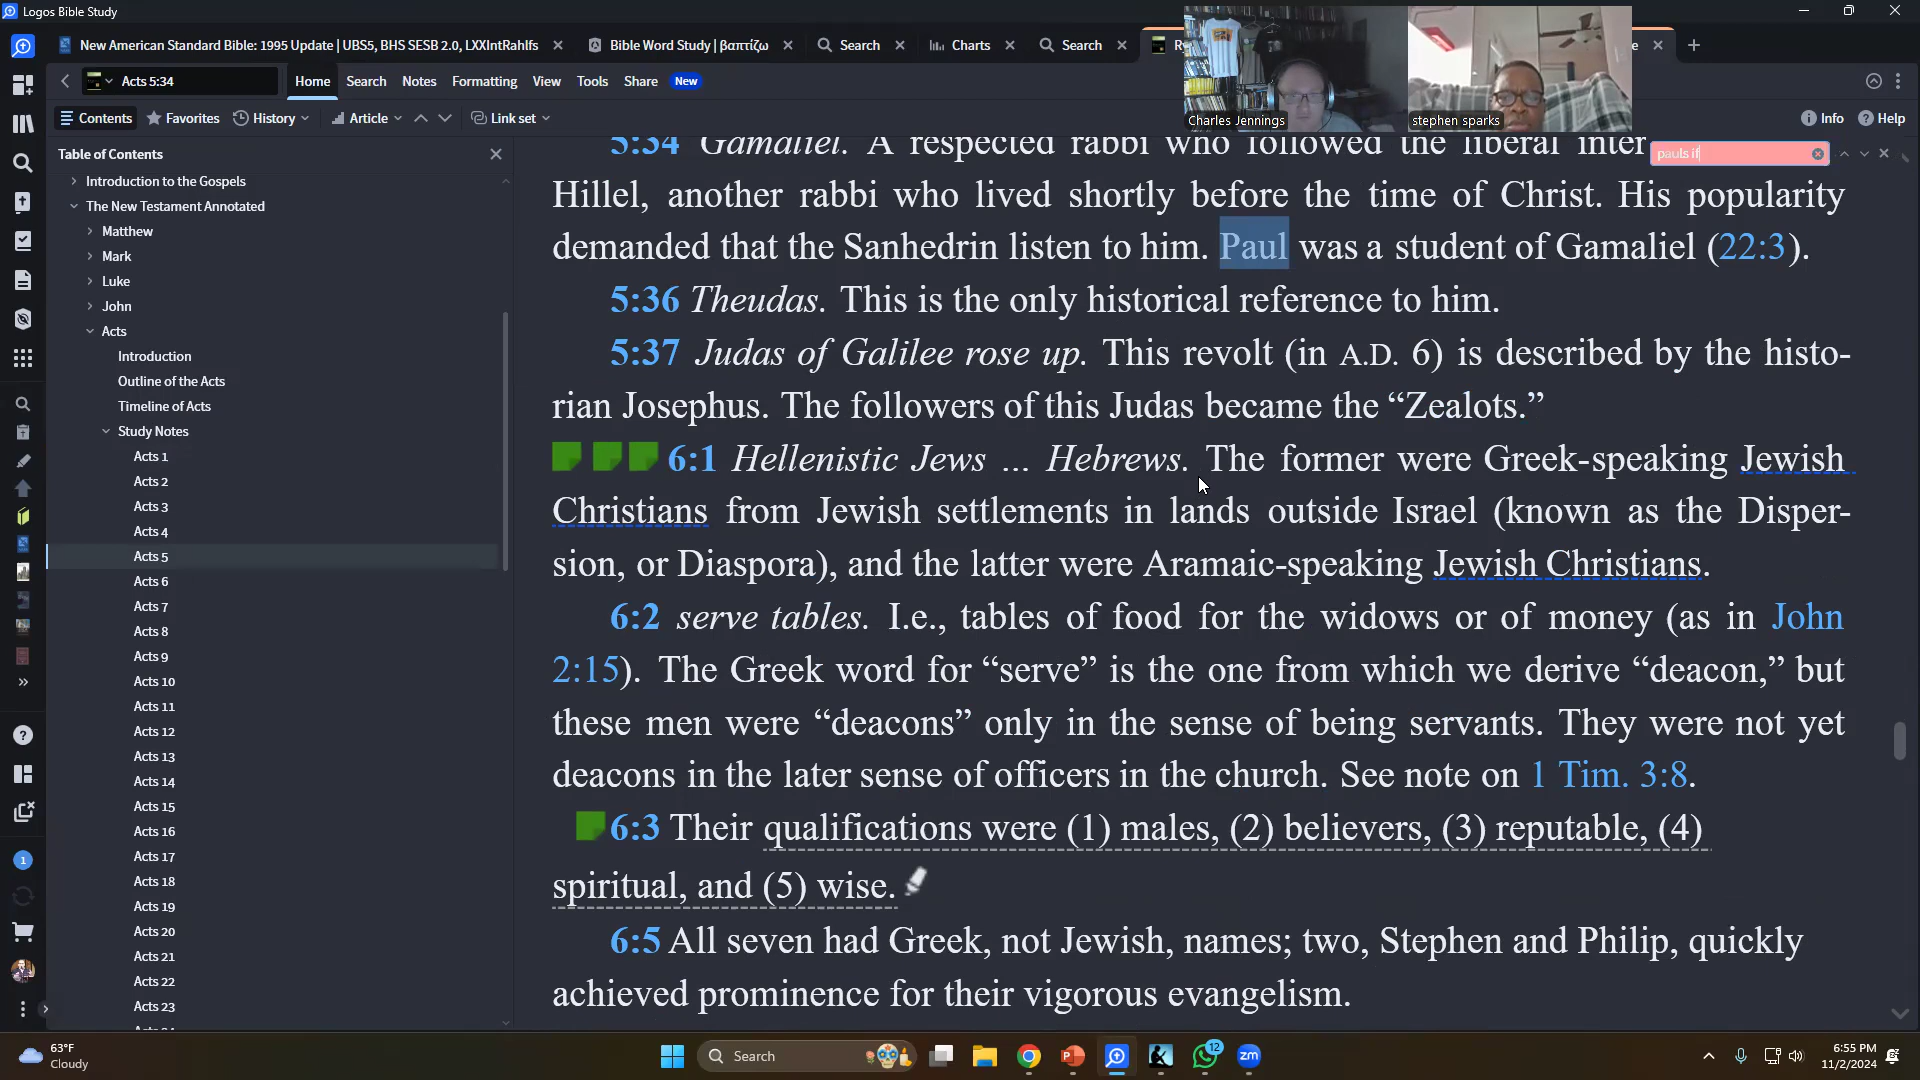 Logos Bible Study
New American Standard Bible: 1995 Update | UBS5, BHS SESB 2.0, LXXIntRahlfs
Bible Word Study | βαπτίζω
Search
Charts
Search
Acts 5:34
Home
Search
Notes
Formatting
View
Tools
Share
New
Contents
Favorites
History
Article
Link set
Info
Help
Charles Jennings
stephen sparks
pauls if
Table of Contents
Introduction to the Gospels
The New Testament Annotated
Matthew
Mark
Luke
John
Acts
Introduction
Outline of the Acts
Timeline of Acts
Study Notes
Acts 1
Acts 2
Acts 3
Acts 4
Acts 5
Acts 6
Acts 7
Acts 8
Acts 9
Acts 10
Acts 11
Acts 12
Acts 13
Acts 14
Acts 15
Acts 16
Acts 17
Acts 18
Acts 19
Acts 20
Acts 21
Acts 22
Acts 23
5:34 Gamaliel. A respected rabbi who followed the liberal inter
Hillel, another rabbi who lived shortly before the time of Christ. His popularity
demanded that the Sanhedrin listen to him. Paul was a student of Gamaliel (22:3).
5:36 Theudas. This is the only historical reference to him.
5:37 Judas of Galilee rose up. This revolt (in A.D. 6) is described by the histo-
rian Josephus. The followers of this Judas became the “Zealots.”
6:1 Hellenistic Jews ... Hebrews. The former were Greek-speaking Jewish
Christians from Jewish settlements in lands outside Israel (known as the Disper-
sion, or Diaspora), and the latter were Aramaic-speaking Jewish Christians.
6:2 serve tables. I.e., tables of food for the widows or of money (as in John
2:15). The Greek word for “serve” is the one from which we derive “deacon,” but
these men were “deacons” only in the sense of being servants. They were not yet
deacons in the later sense of officers in the church. See note on 1 Tim. 3:8.
6:3 Their qualifications were (1) males, (2) believers, (3) reputable, (4)
spiritual, and (5) wise.
6:5 All seven had Greek, not Jewish, names; two, Stephen and Philip, quickly
achieved prominence for their vigorous evangelism.
1
63°F
Cloudy
Search
12
zm
6:55 PM
11/2/2024